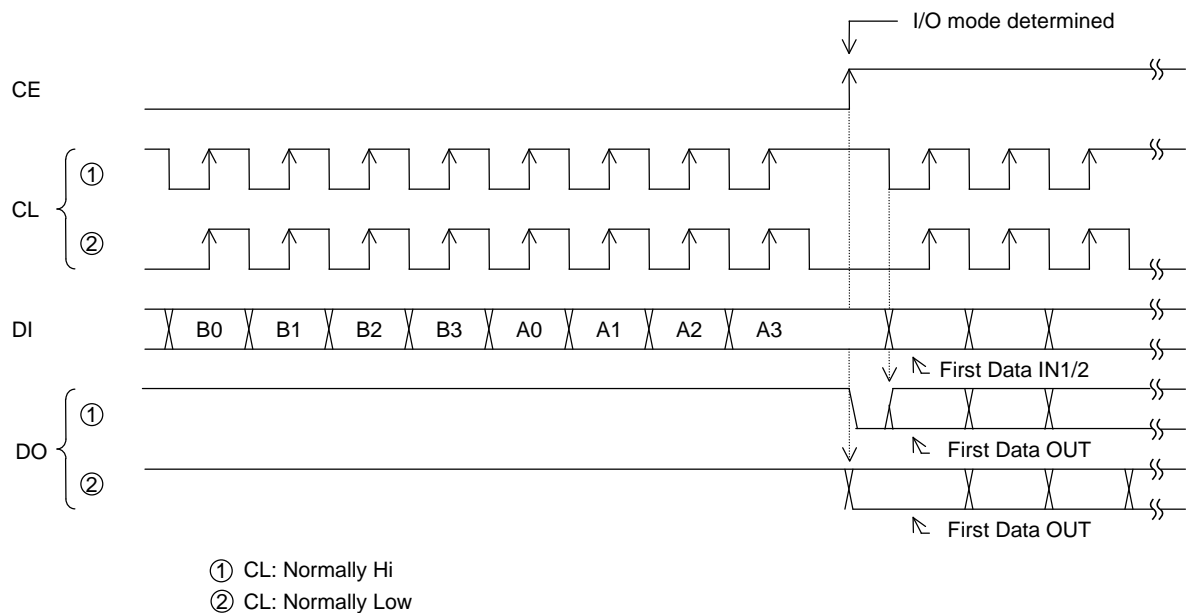 I/O mode determined
CE
CL
①
②
DI B0 B1 B2 B3 A0 A1 A2 A3
First Data IN1/2
DO
①
First Data OUT
②
First Data OUT
① CL: Normally Hi
② CL: Normally Low